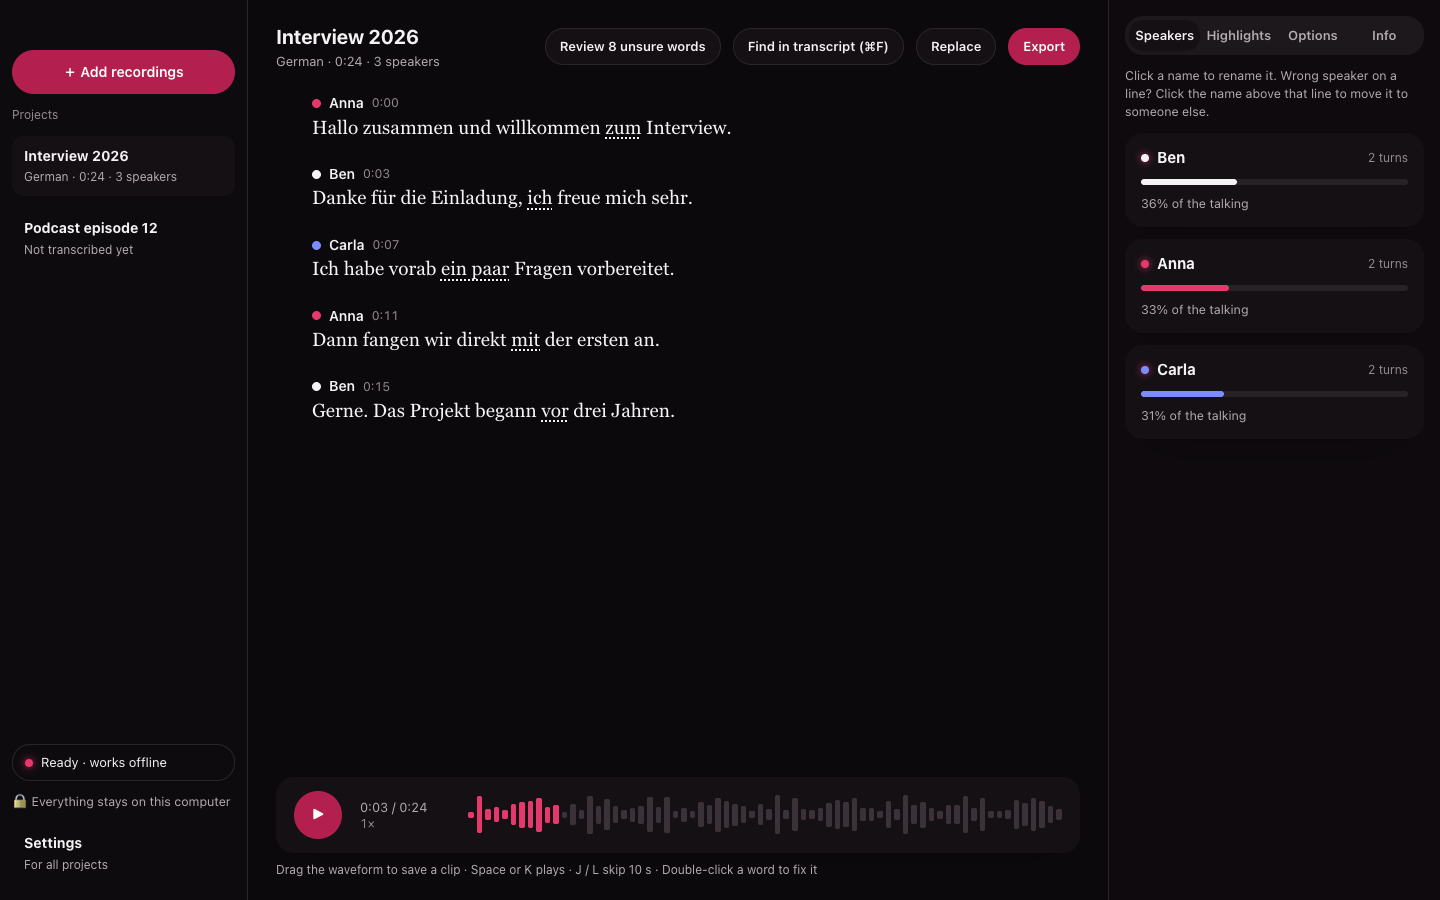 + Add recordings
Projects
Interview 2026
German · 0:24 · 3 speakers
Podcast episode 12
Not transcribed yet
Ready · works offline
🔒 Everything stays on this computer
Settings
For all projects
Interview 2026
German · 0:24 · 3 speakers
Review 8 unsure words
Find in transcript (⌘F)
Replace
Export
Anna 0:00
Hallo zusammen und willkommen zum Interview.
Ben 0:03
Danke für die Einladung, ich freue mich sehr.
Carla 0:07
Ich habe vorab ein paar Fragen vorbereitet.
Anna 0:11
Dann fangen wir direkt mit der ersten an.
Ben 0:15
Gerne. Das Projekt begann vor drei Jahren.
0:03 / 0:24
1×
Drag the waveform to save a clip · Space or K plays · J / L skip 10 s · Double-click a word to fix it
Speakers
Highlights
Options
Info
Click a name to rename it. Wrong speaker on a
line? Click the name above that line to move it to
someone else.
Ben 2 turns
36% of the talking
Anna 2 turns
33% of the talking
Carla 2 turns
31% of the talking